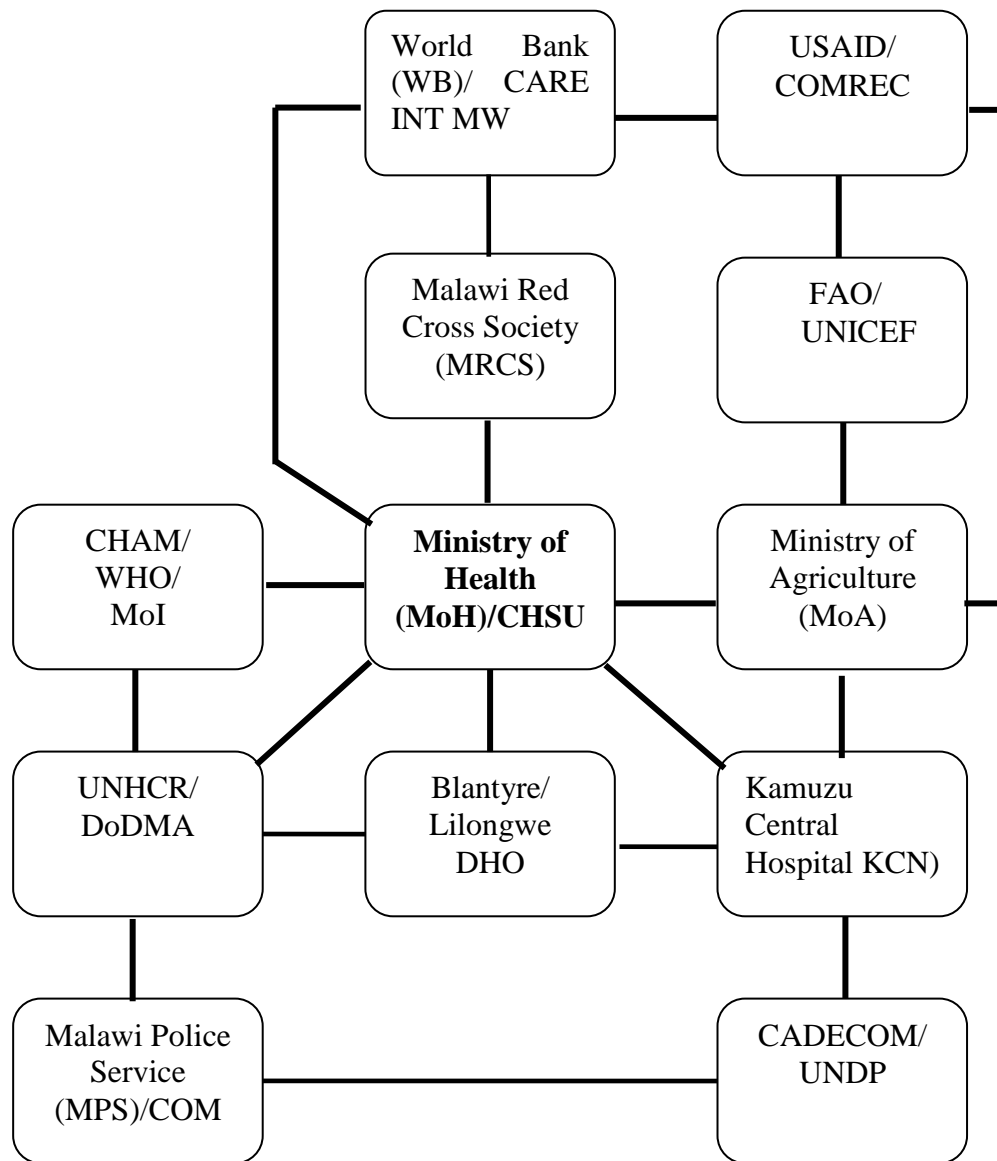 World Bank
(WB)/ CARE
INT MW
USAID/
COMREC
Malawi Red
Cross Society
(MRCS)
FAO/
UNICEF
CHAM/
WHO/
MoI
Ministry of
Health
(MoH)/CHSU
Ministry of
Agriculture
(MoA)
UNHCR/
DoDMA
Blantyre/
Lilongwe
DHO
Kamuzu
Central
Hospital KCN)
Malawi Police
Service
(MPS)/COM
CADECOM/
UNDP